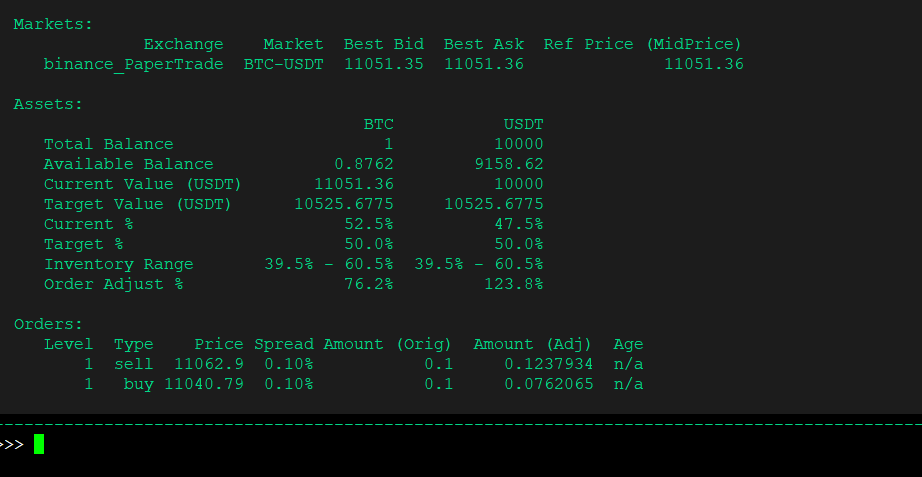 Markets:
Exchange Market Best Bid Best Ask Ref Price (MidPrice)
binance_PaperTrade BTC-USDT 11051.35 11051.36 11051.36
Assets:
BTC USDT
Total Balance 1 10000
Available Balance 0.8762 9158.62
Current Value (USDT) 11051.36 10000
Target Value (USDT) 10525.6775 10525.6775
Current % 52.5% 47.5%
Target % 50.0% 50.0%
Inventory Range 39.5% - 60.5% 39.5% - 60.5%
Order Adjust % 76.2% 123.8%
Orders:
Level Type Price Spread Amount (Orig) Amount (Adj) Age
1 sell 11062.9 0.10% 0.1 0.1237934 n/a
1 buy 11040.79 0.10% 0.1 0.0762065 n/a
>>>